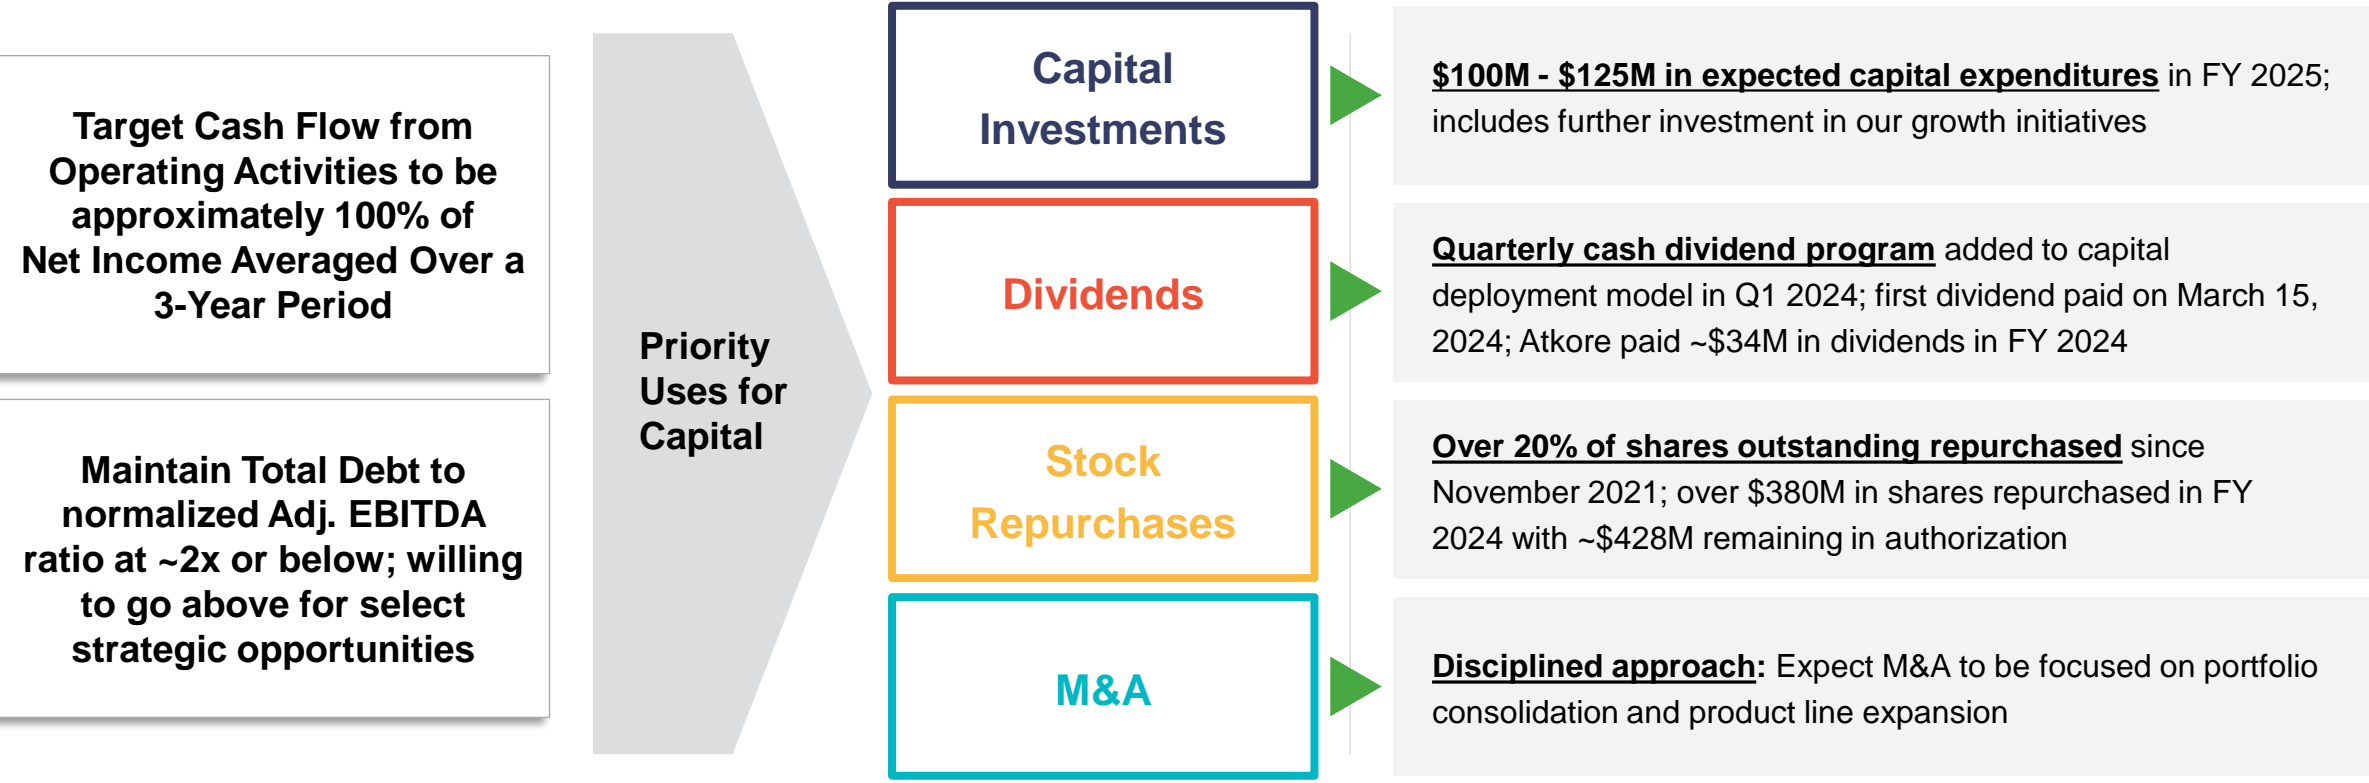 Target Cash Flow from
Operating Activities to be
approximately 100% of
Net Income Averaged Over a
3-Year Period
Maintain Total Debt to
normalized Adj. EBITDA
ratio at ~2x or below; willing
to go above for select
strategic opportunities
Priority
Uses for
Capital
Capital
Investments
$100M - $125M in expected capital expenditures in FY 2025;
includes further investment in our growth initiatives
Dividends
Quarterly cash dividend program added to capital
deployment model in Q1 2024; first dividend paid on March 15,
2024; Atkore paid ~$34M in dividends in FY 2024
Stock
Repurchases
Over 20% of shares outstanding repurchased since
November 2021; over $380M in shares repurchased in FY
2024 with ~$428M remaining in authorization
M&A
Disciplined approach: Expect M&A to be focused on portfolio
consolidation and product line expansion